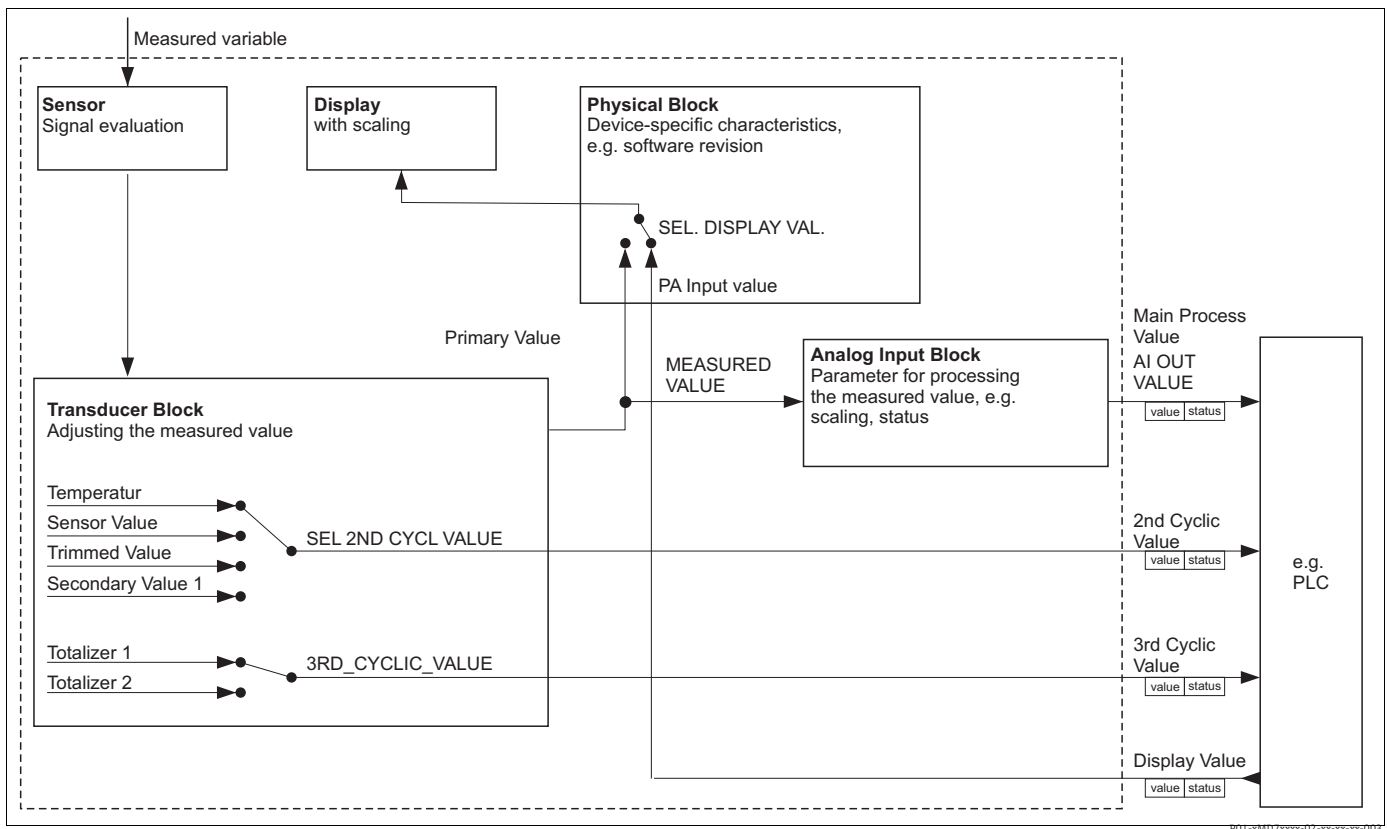 Measured variable
Sensor
Signal evaluation
Display
with scaling
Physical Block
Device-specific characteristics,
e.g. software revision
SEL. DISPLAY VAL.
PA Input value
Primary Value
MEASURED
VALUE
Analog Input Block
Parameter for processing
the measured value, e.g.
scaling, status
Main Process
Value
AI OUT
VALUE
value status
Transducer Block
Adjusting the measured value
Temperatur
Sensor Value
Trimmed Value
Secondary Value 1
SEL 2ND CYCL VALUE
2nd Cyclic
Value
value status
e.g.
PLC
Totalizer 1
Totalizer 2
3RD_CYCLIC_VALUE
3rd Cyclic
Value
value status
Display Value
value status